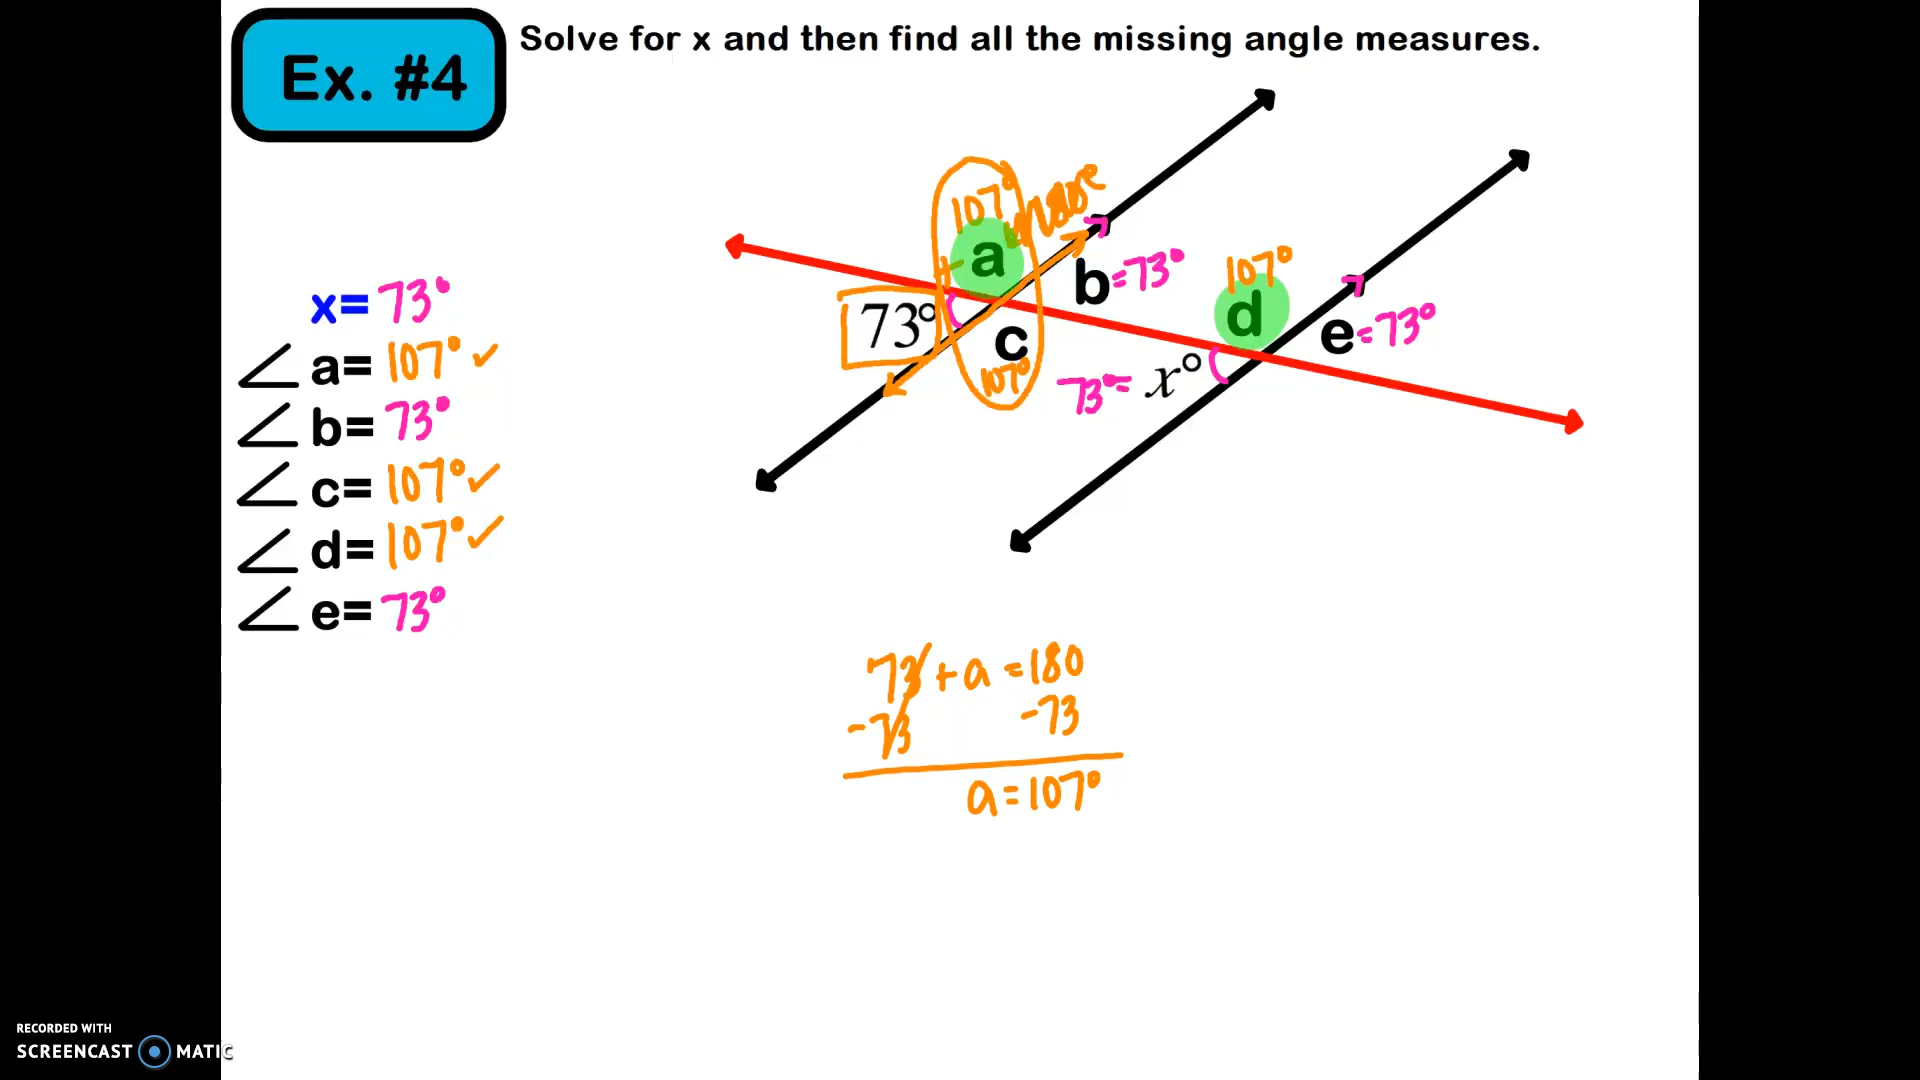 Ex. #4
Solve for x and then find all the missing angle measures.
107°
a
b=73°
107°
d
73°
c
107°
e=73°
73°= x°
x= 73°
∠ a= 107° ✓
∠ b= 73°
∠ c= 107° ✓
∠ d= 107° ✓
∠ e= 73°
73 + a = 180
-73 -73
a = 107°
RECORDED WITH
SCREENCAST MATIC